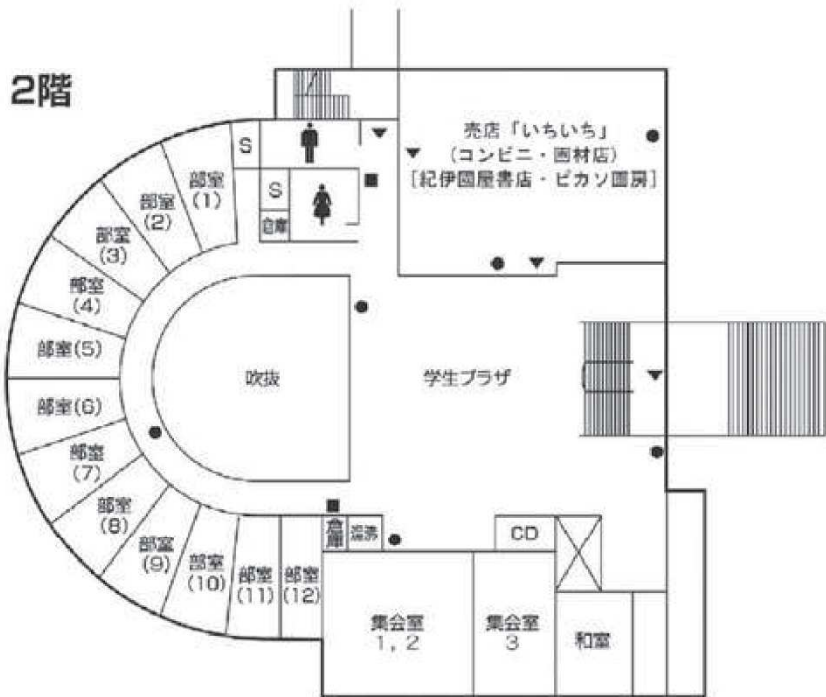 2階
売店「いちいち」
(コンビニ・画材店)
[紀伊國屋書店・ピカソ画房]
S
S
倉庫
部室
(1)
部室
(2)
部室
(3)
部室
(4)
部室(5)
部室(6)
部室
(7)
部室
(8)
部室
(9)
部室
(10)
部室
(11)
部室
(12)
吹抜
学生プラザ
倉庫
湯沸
CD
集会室
1, 2
集会室
3
和室